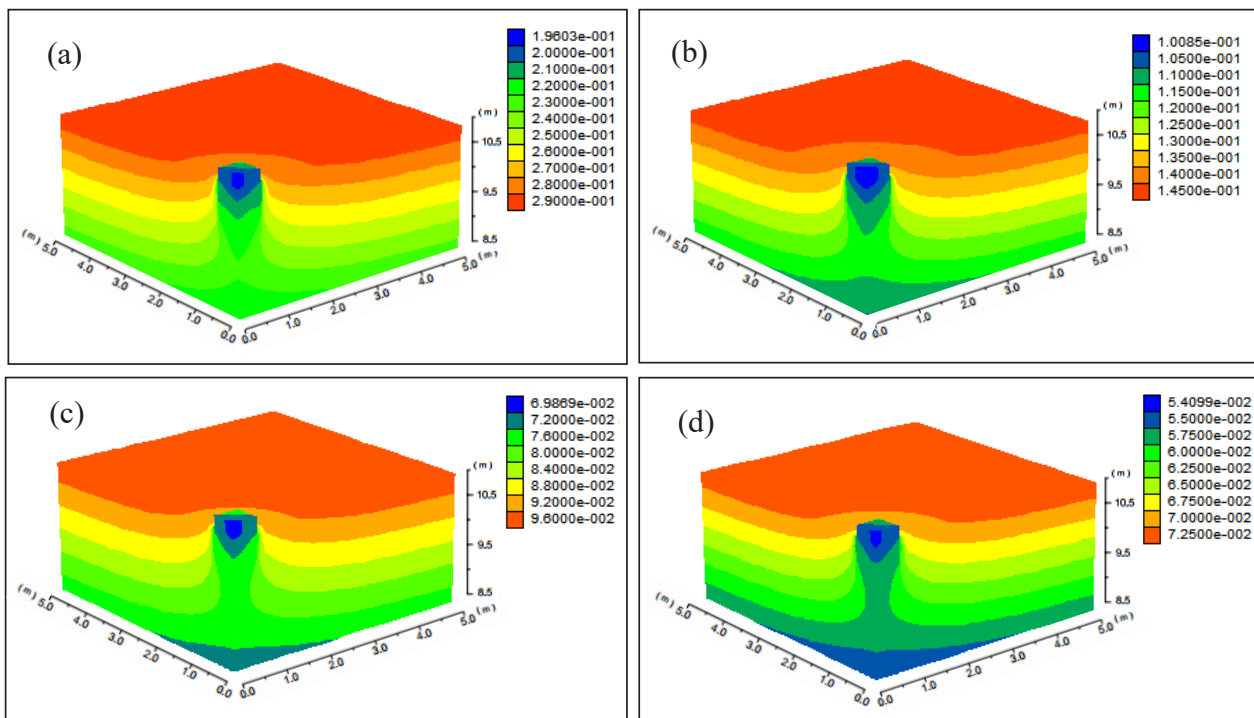 (a)
1.9603e-001
2.0000e-001
2.1000e-001
2.2000e-001
2.3000e-001
2.4000e-001
2.5000e-001
2.6000e-001
2.7000e-001
2.8000e-001
2.9000e-001
(m)
10.5
9.5
8.5
(m)
5.0
4.0
3.0
2.0
1.0
0.0
0.0
1.0
2.0
3.0
4.0
5.0
(m)
(b)
1.0085e-001
1.0500e-001
1.1000e-001
1.1500e-001
1.2000e-001
1.2500e-001
1.3000e-001
1.3500e-001
1.4000e-001
1.4500e-001
(m)
10.5
9.5
8.5
(m)
5.0
4.0
3.0
2.0
1.0
0.0
0.0
1.0
2.0
3.0
4.0
5.0
(m)
(c)
6.9869e-002
7.2000e-002
7.6000e-002
8.0000e-002
8.4000e-002
8.8000e-002
9.2000e-002
9.6000e-002
(m)
10.5
9.5
8.5
(m)
5.0
4.0
3.0
2.0
1.0
0.0
0.0
1.0
2.0
3.0
4.0
5.0
(m)
(d)
5.4099e-002
5.5000e-002
5.7500e-002
6.0000e-002
6.2500e-002
6.5000e-002
6.7500e-002
7.0000e-002
7.2500e-002
(m)
10.5
9.5
8.5
(m)
5.0
4.0
3.0
2.0
1.0
0.0
0.0
1.0
2.0
3.0
4.0
5.0
(m)